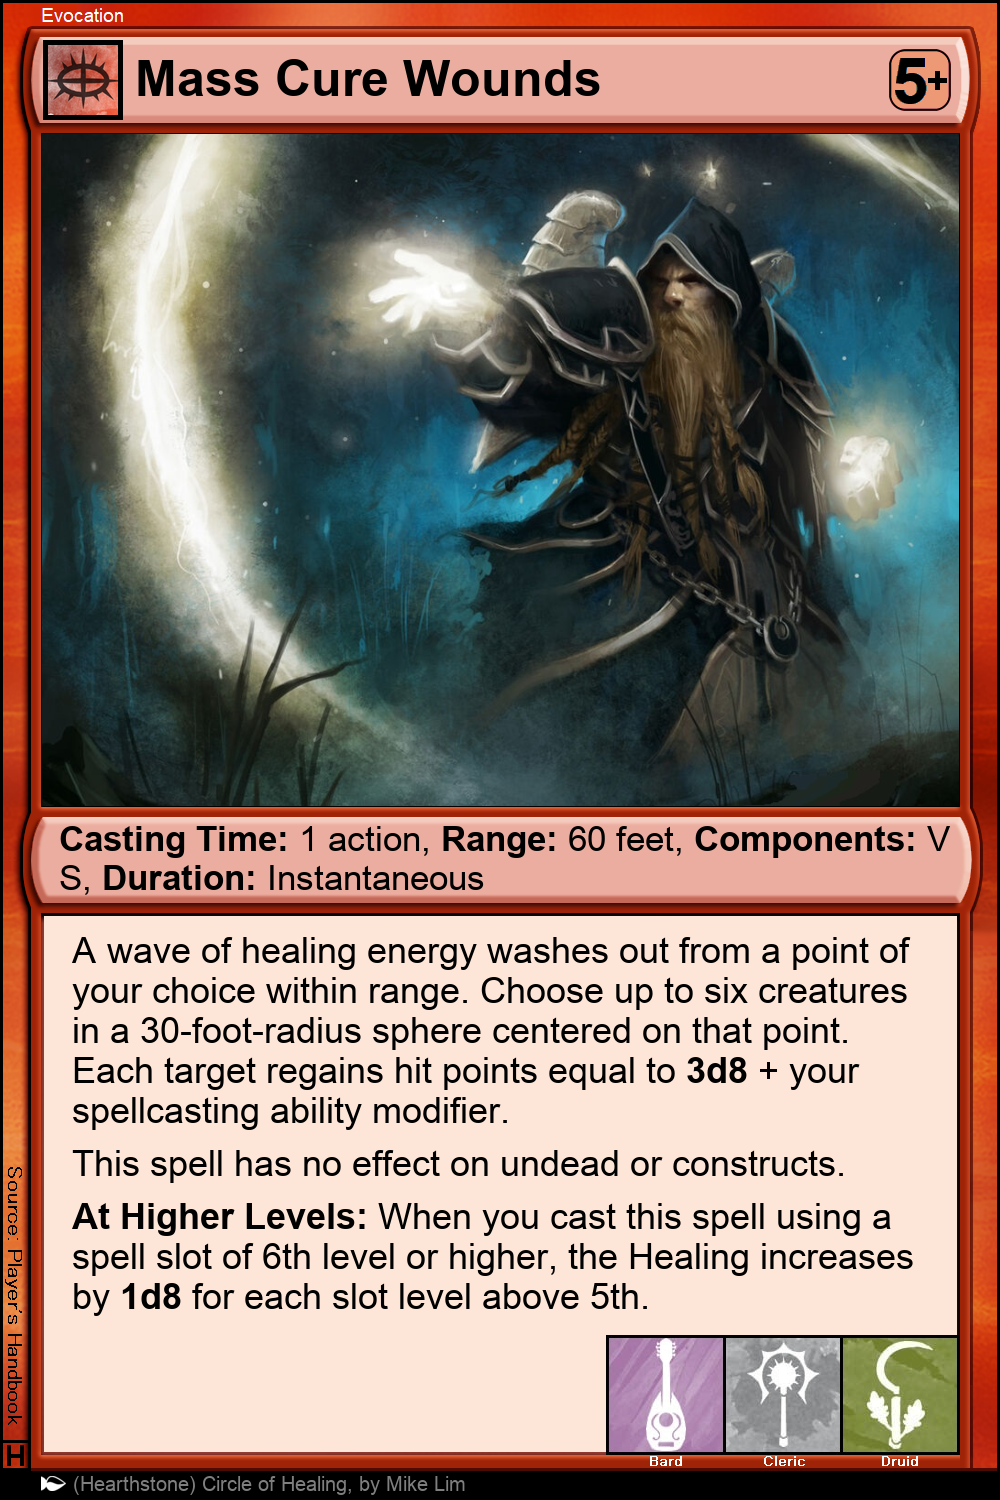 Evocation
Mass Cure Wounds
5+
Casting Time: 1 action, Range: 60 feet, Components: V
S, Duration: Instantaneous
A wave of healing energy washes out from a point of
your choice within range. Choose up to six creatures
in a 30-foot-radius sphere centered on that point.
Each target regains hit points equal to 3d8 + your
spellcasting ability modifier.
This spell has no effect on undead or constructs.
At Higher Levels: When you cast this spell using a
spell slot of 6th level or higher, the Healing increases
by 1d8 for each slot level above 5th.
Source: Player's Handbook
H
Bard
Cleric
Druid
(Hearthstone) Circle of Healing, by Mike Lim